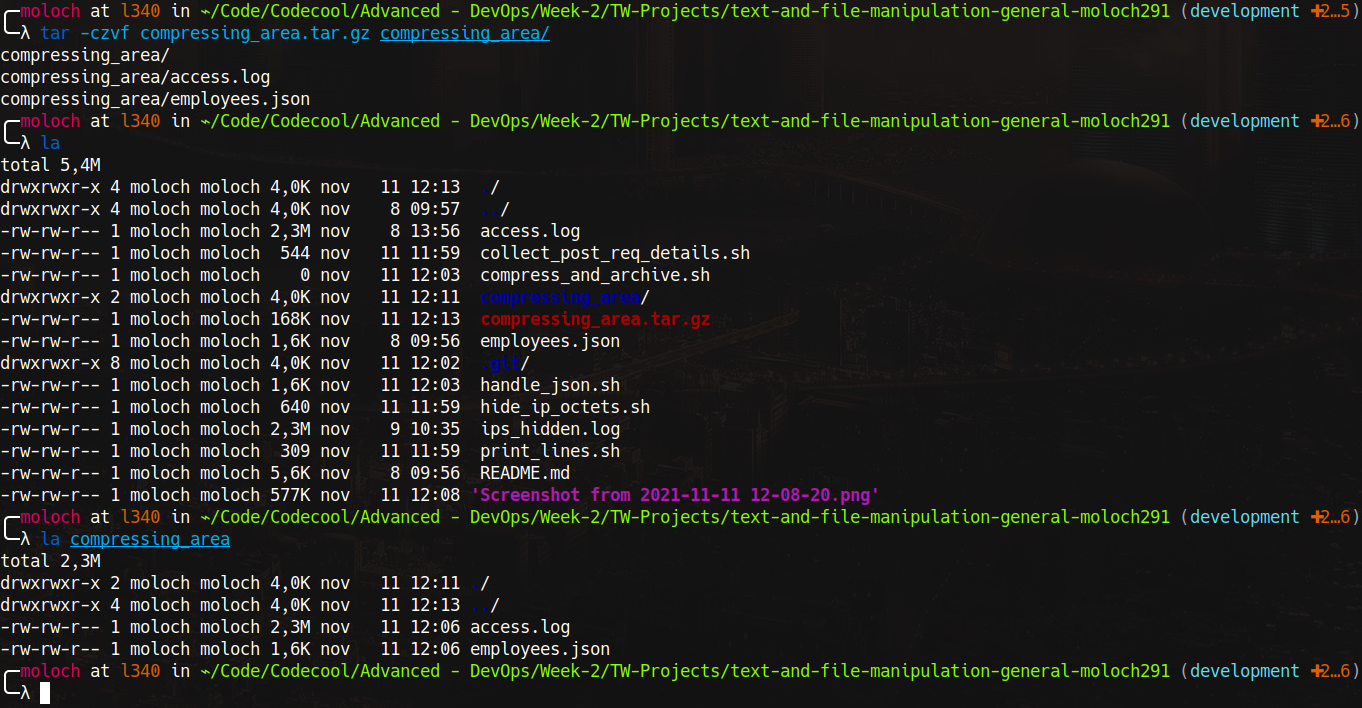 ╭─moloch at l340 in ~/Code/Codecool/Advanced - DevOps/Week-2/TW-Projects/text-and-file-manipulation-general-moloch291 (development ✚2…5)
╰─λ tar -czvf compressing_area.tar.gz compressing_area/
compressing_area/
compressing_area/access.log
compressing_area/employees.json
╭─moloch at l340 in ~/Code/Codecool/Advanced - DevOps/Week-2/TW-Projects/text-and-file-manipulation-general-moloch291 (development ✚2…6)
╰─λ la
total 5,4M
drwxrwxr-x 4 moloch moloch 4,0K nov   11 12:13  ./
drwxrwxr-x 4 moloch moloch 4,0K nov    8 09:57  ../
-rw-rw-r-- 1 moloch moloch 2,3M nov    8 13:56  access.log
-rw-rw-r-- 1 moloch moloch  544 nov   11 11:59  collect_post_req_details.sh
-rw-rw-r-- 1 moloch moloch    0 nov   11 12:03  compress_and_archive.sh
drwxrwxr-x 2 moloch moloch 4,0K nov   11 12:11  compressing_area/
-rw-rw-r-- 1 moloch moloch 168K nov   11 12:13  compressing_area.tar.gz
-rw-rw-r-- 1 moloch moloch 1,6K nov    8 09:56  employees.json
drwxrwxr-x 8 moloch moloch 4,0K nov   11 12:02  .git/
-rw-rw-r-- 1 moloch moloch 1,6K nov   11 12:03  handle_json.sh
-rw-rw-r-- 1 moloch moloch  640 nov   11 11:59  hide_ip_octets.sh
-rw-rw-r-- 1 moloch moloch 2,3M nov    9 10:35  ips_hidden.log
-rw-rw-r-- 1 moloch moloch  309 nov   11 11:59  print_lines.sh
-rw-rw-r-- 1 moloch moloch 5,6K nov    8 09:56  README.md
-rw-rw-r-- 1 moloch moloch 577K nov   11 12:08 'Screenshot from 2021-11-11 12-08-20.png'
╭─moloch at l340 in ~/Code/Codecool/Advanced - DevOps/Week-2/TW-Projects/text-and-file-manipulation-general-moloch291 (development ✚2…6)
╰─λ la compressing_area
total 2,3M
drwxrwxr-x 2 moloch moloch 4,0K nov   11 12:11 ./
drwxrwxr-x 4 moloch moloch 4,0K nov   11 12:13 ../
-rw-rw-r-- 1 moloch moloch 2,3M nov   11 12:06 access.log
-rw-rw-r-- 1 moloch moloch 1,6K nov   11 12:06 employees.json
╭─moloch at l340 in ~/Code/Codecool/Advanced - DevOps/Week-2/TW-Projects/text-and-file-manipulation-general-moloch291 (development ✚2…6)
╰─λ